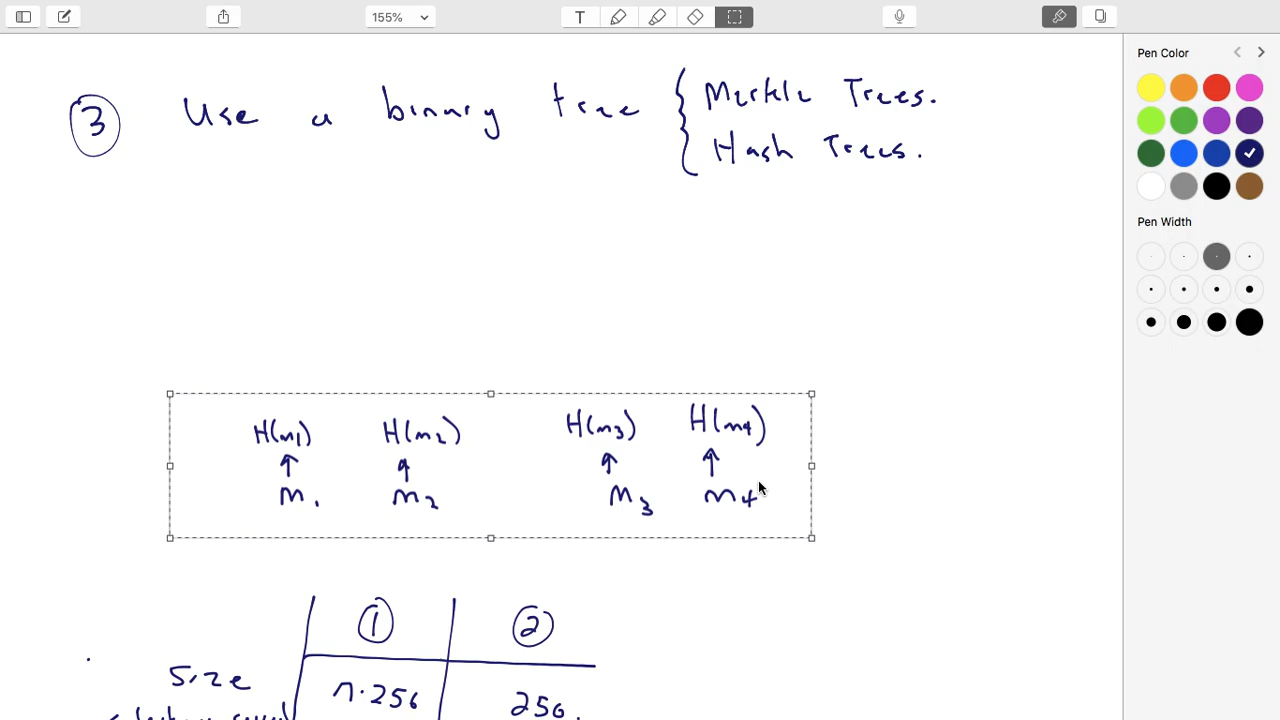 155%
T
Pen Color
③ Use a binary tree { Merkle Trees.
Hash Trees.
Pen Width
H(m1) H(m2) H(m3) H(m4)
↑ ↑ ↑ ↑
m1 m2 m3 m4
① ②
Size n·256 256.